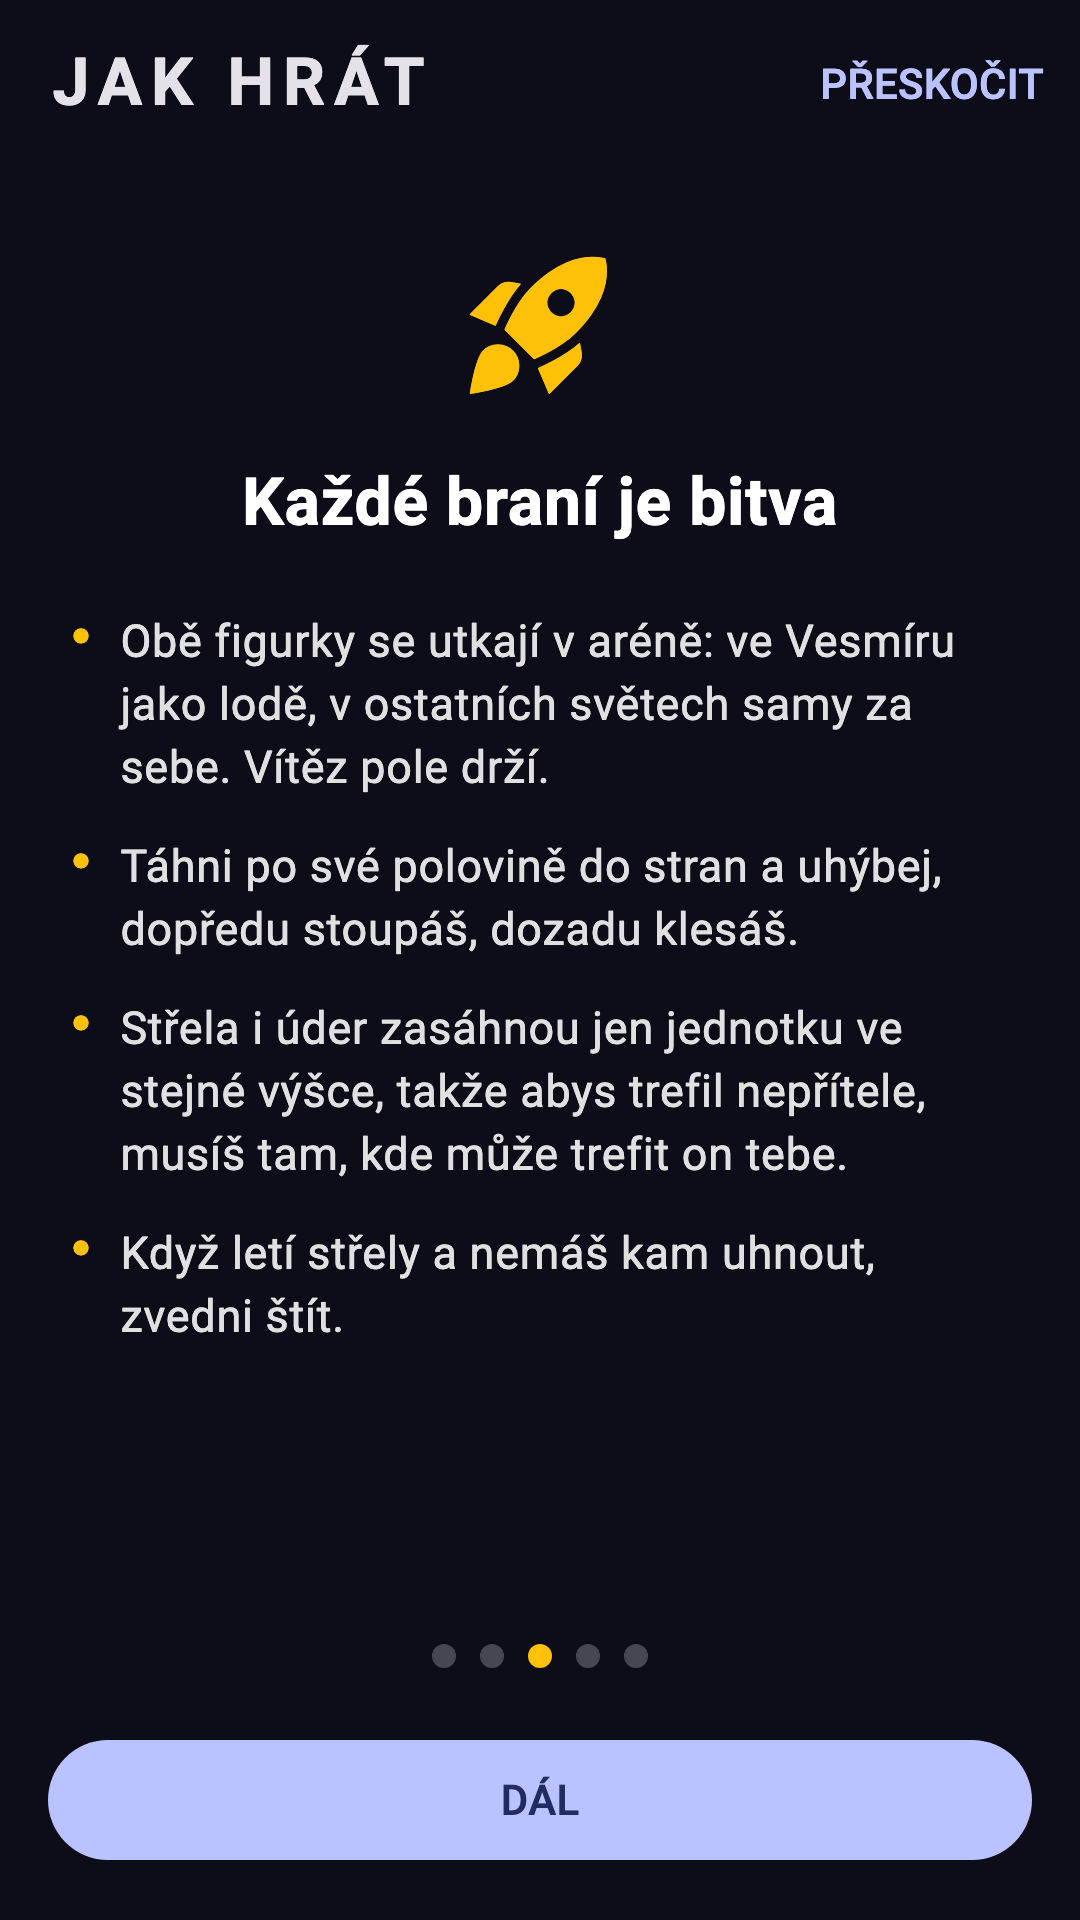 JAK HRÁT
PŘESKOČIT
Každé braní je bitva
• Obě figurky se utkají v aréně: ve Vesmíru
jako lodě, v ostatních světech samy za
sebe. Vítěz pole drží.
• Táhni po své polovině do stran a uhýbej,
dopředu stoupáš, dozadu klesáš.
• Střela i úder zasáhnou jen jednotku ve
stejné výšce, takže abys trefil nepřítele,
musíš tam, kde může trefit on tebe.
• Když letí střely a nemáš kam uhnout,
zvedni štít.
DÁL